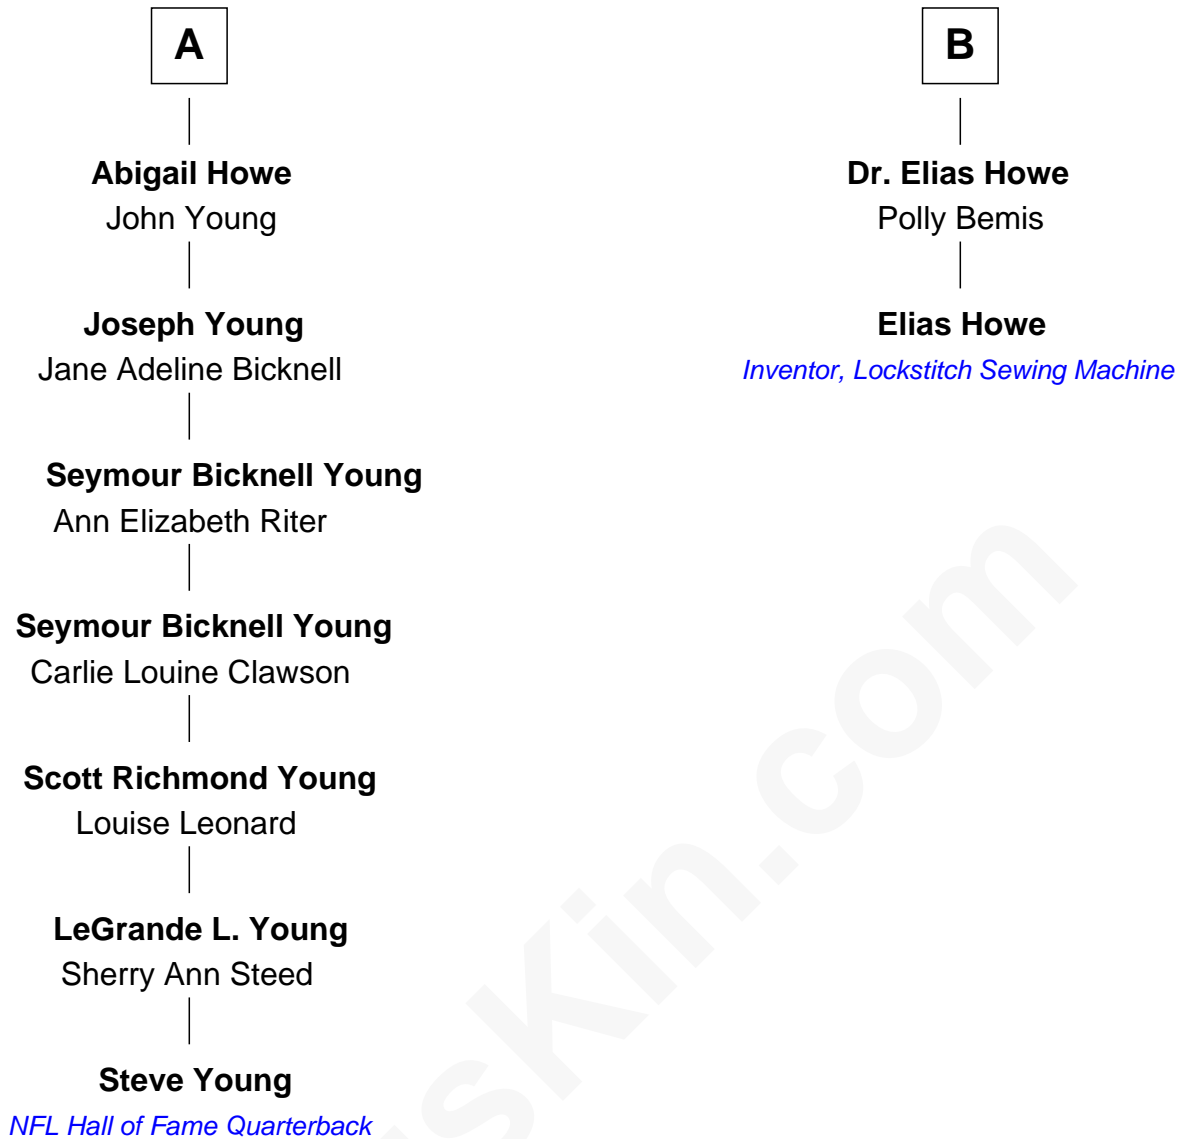 A
Abigail Howe
John Young
Joseph Young
Jane Adeline Bicknell
Seymour Bicknell Young
Ann Elizabeth Riter
Seymour Bicknell Young
Carlie Louine Clawson
Scott Richmond Young
Louise Leonard
LeGrande L. Young
Sherry Ann Steed
Steve Young
NFL Hall of Fame Quarterback
B
Dr. Elias Howe
Polly Bemis
Elias Howe
Inventor, Lockstitch Sewing Machine
sKin.com